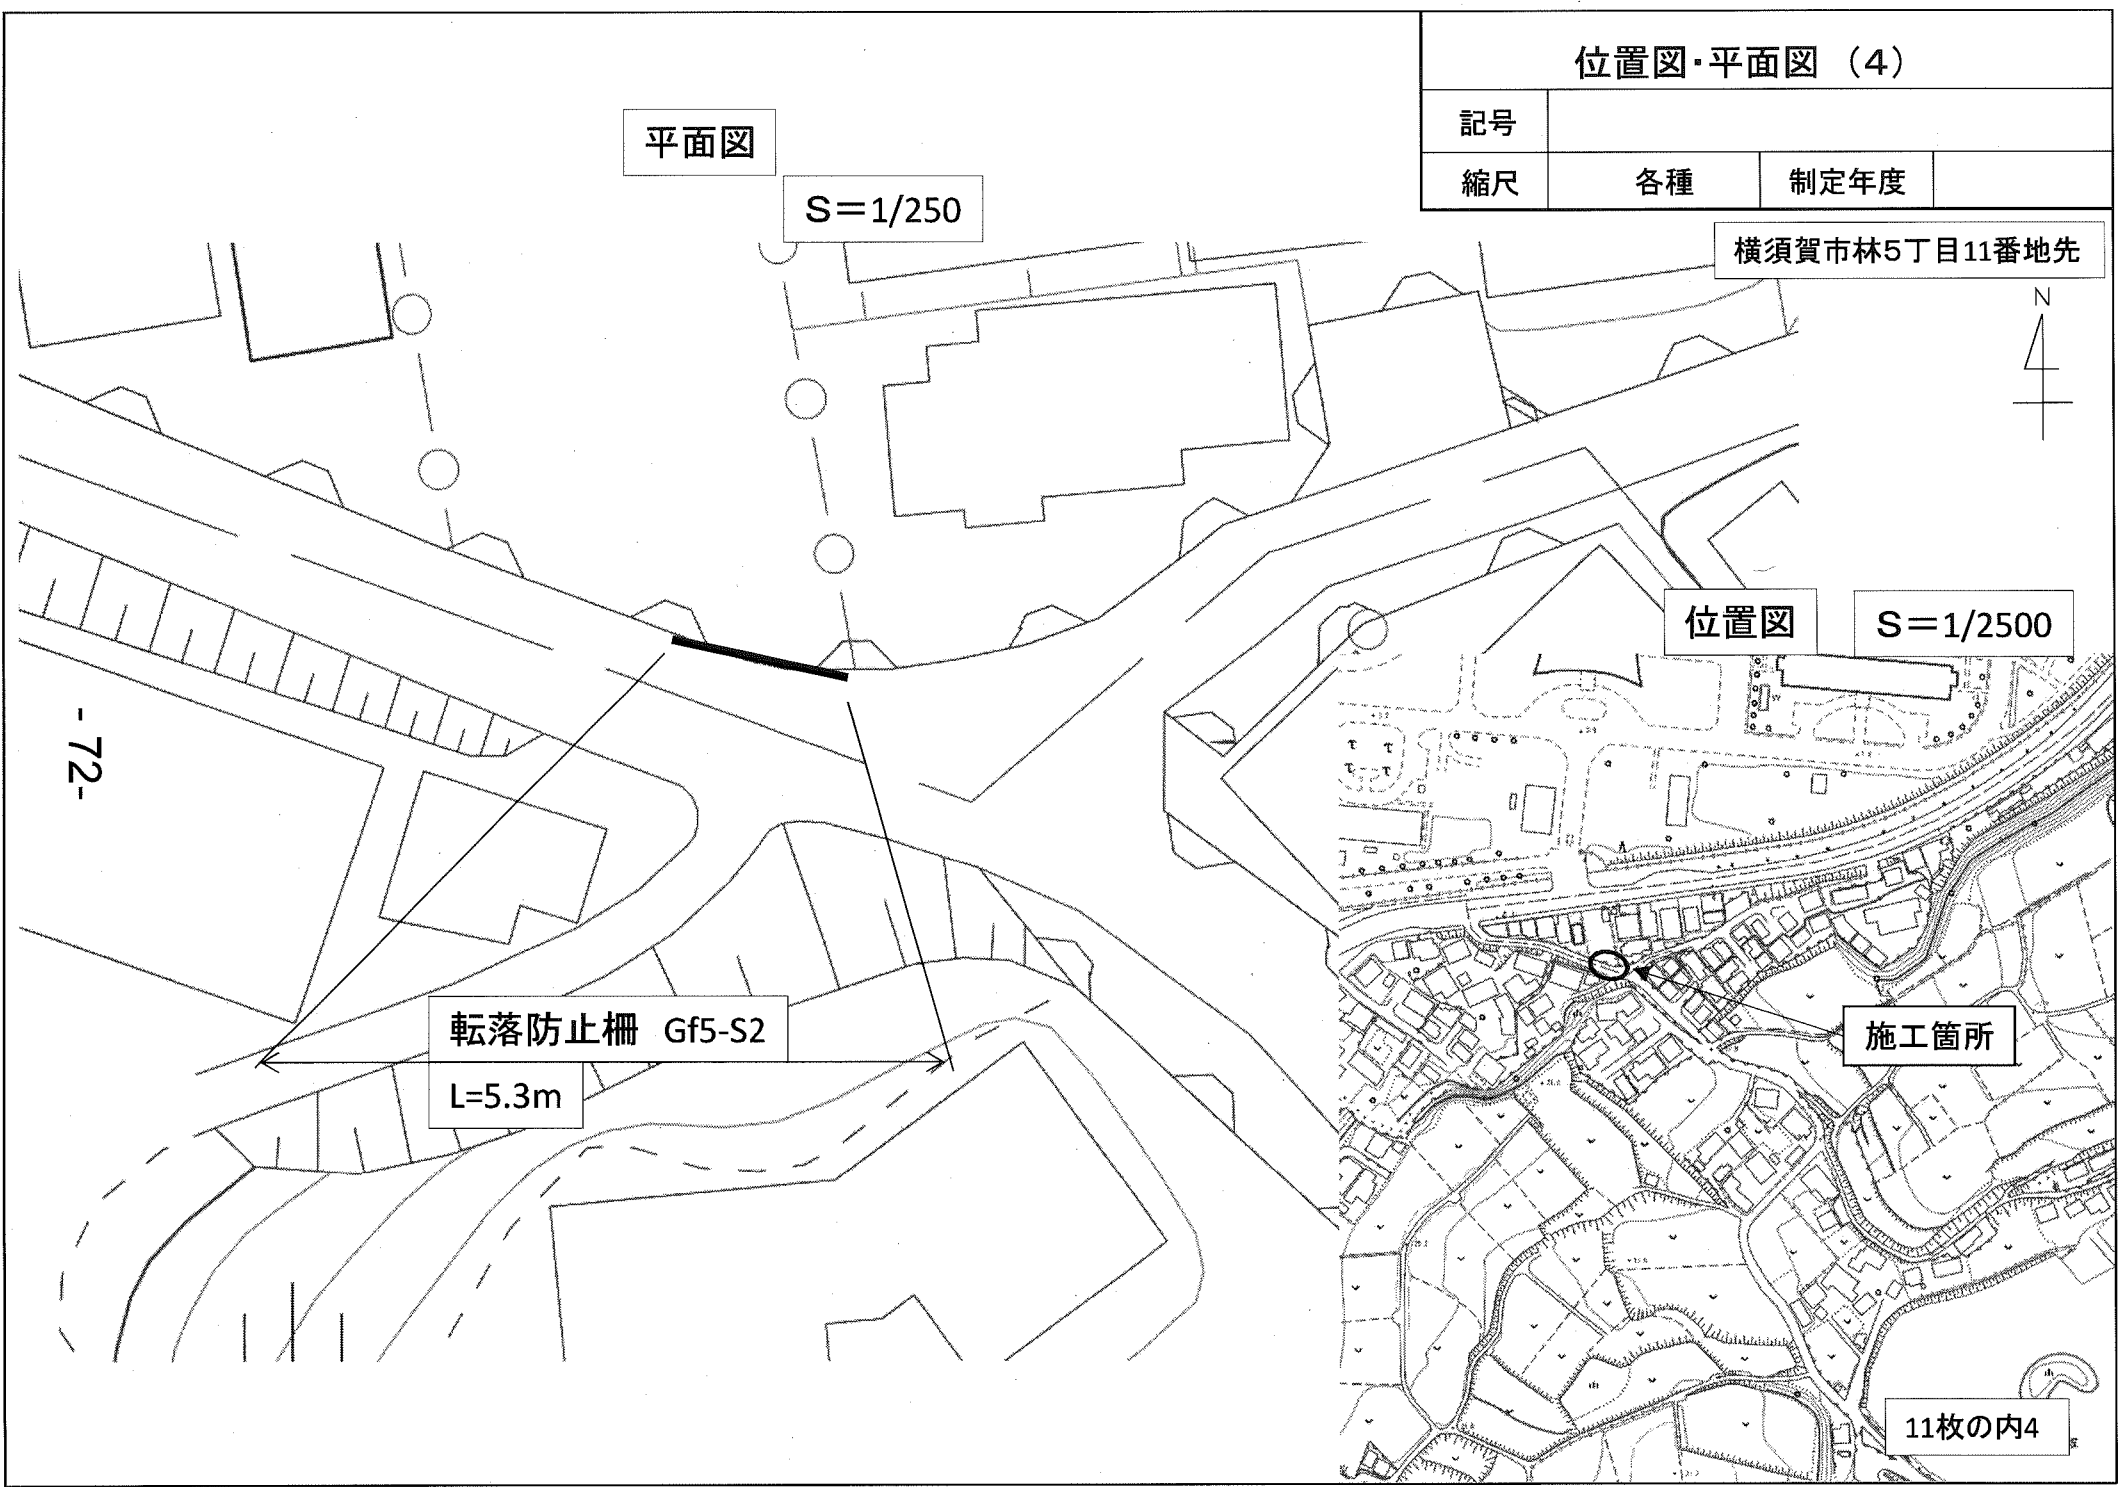 位置図・平面図（4）
記号
縮尺 各種 制定年度
平面図
S＝1/250
横須賀市林5丁目11番地先
N
位置図 S＝1/2500
- 72-
転落防止柵 Gf5-S2
L=5.3m
施工箇所
11枚の内4